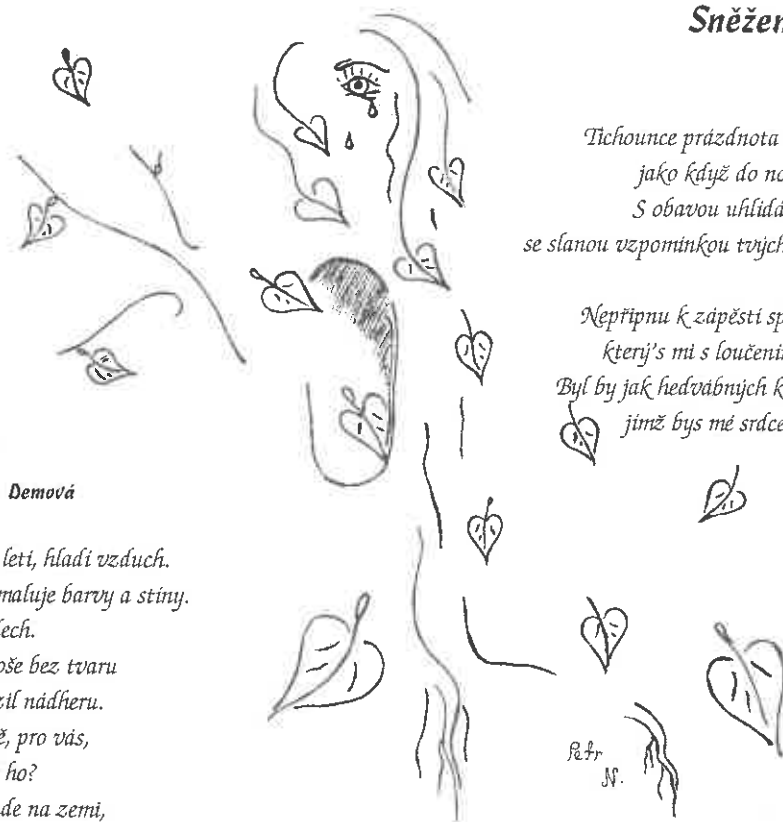 Sněžen
Tichounce prázdnota
jako když do no
S obavou uhlídá
se slanou vzpomínkou tvých
Nepřipnu k zápěstí sp
který's mi s loučení
Byl by jak hedvábných k
jímž bys mé srdce
Demová
letí, hladí vzduch.
maluje barvy a stíny.
lech.
oše bez tvaru
zil nádheru.
ě, pro vás,
ho?
de na zemi,
Petr
N.